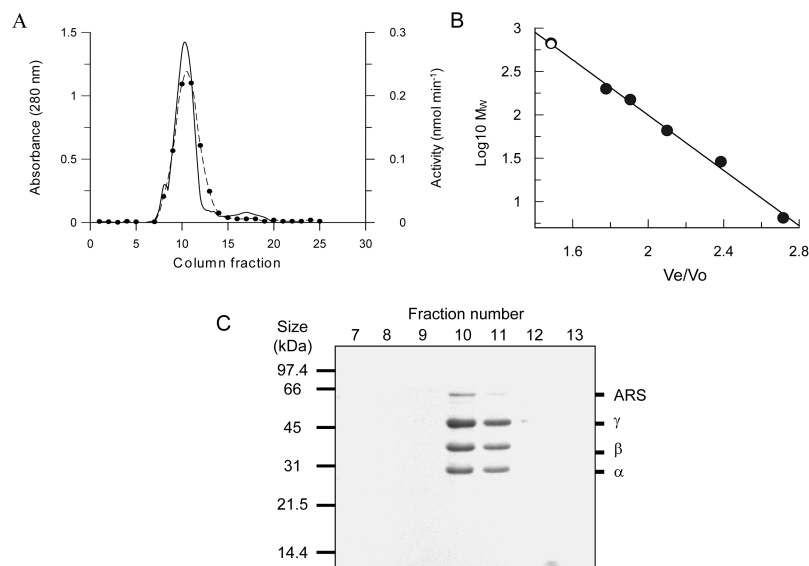 A
B
1.5
1
0.5
0
0.3
0.2
0.1
0
Absorbance (280 nm)
Activity (nmol min⁻¹)
0 5 10 15 20 25 30
Column fraction
3
2.5
2
1.5
1
Log10 Mw
1.6 2 2.4 2.8
Ve/Vo
C
Fraction number
Size
(kDa)
7 8 9 10 11 12 13
97.4
66
45
31
21.5
14.4
ARS
γ
β
α